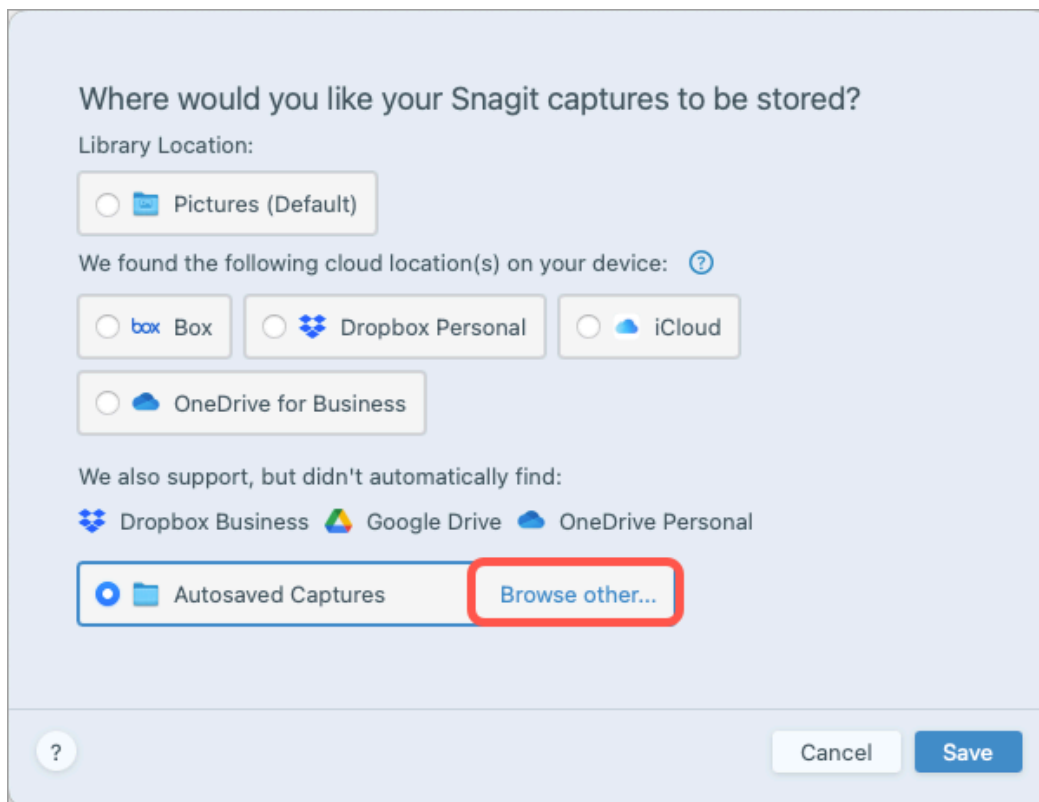 Where would you like your Snagit captures to be stored?
Library Location:
Pictures (Default)
We found the following cloud location(s) on your device: ?
box Box Dropbox Personal iCloud
OneDrive for Business
We also support, but didn't automatically find:
Dropbox Business Google Drive OneDrive Personal
Autosaved Captures Browse other...
? Cancel Save